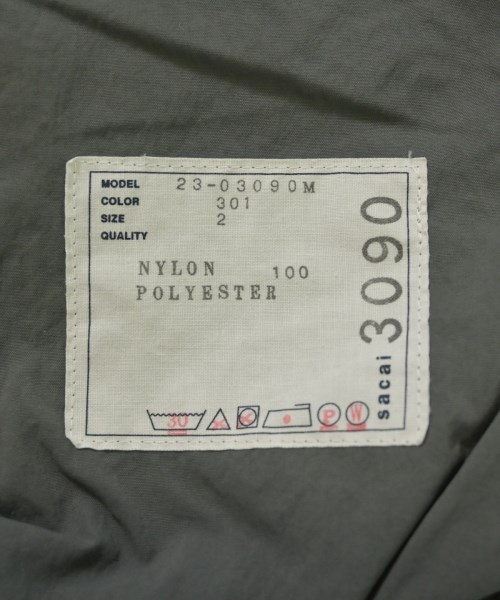 MODEL 23-03090M
COLOR 301
SIZE 2
QUALITY
NYLON 100
POLYESTER
30 P W
sacai 3090